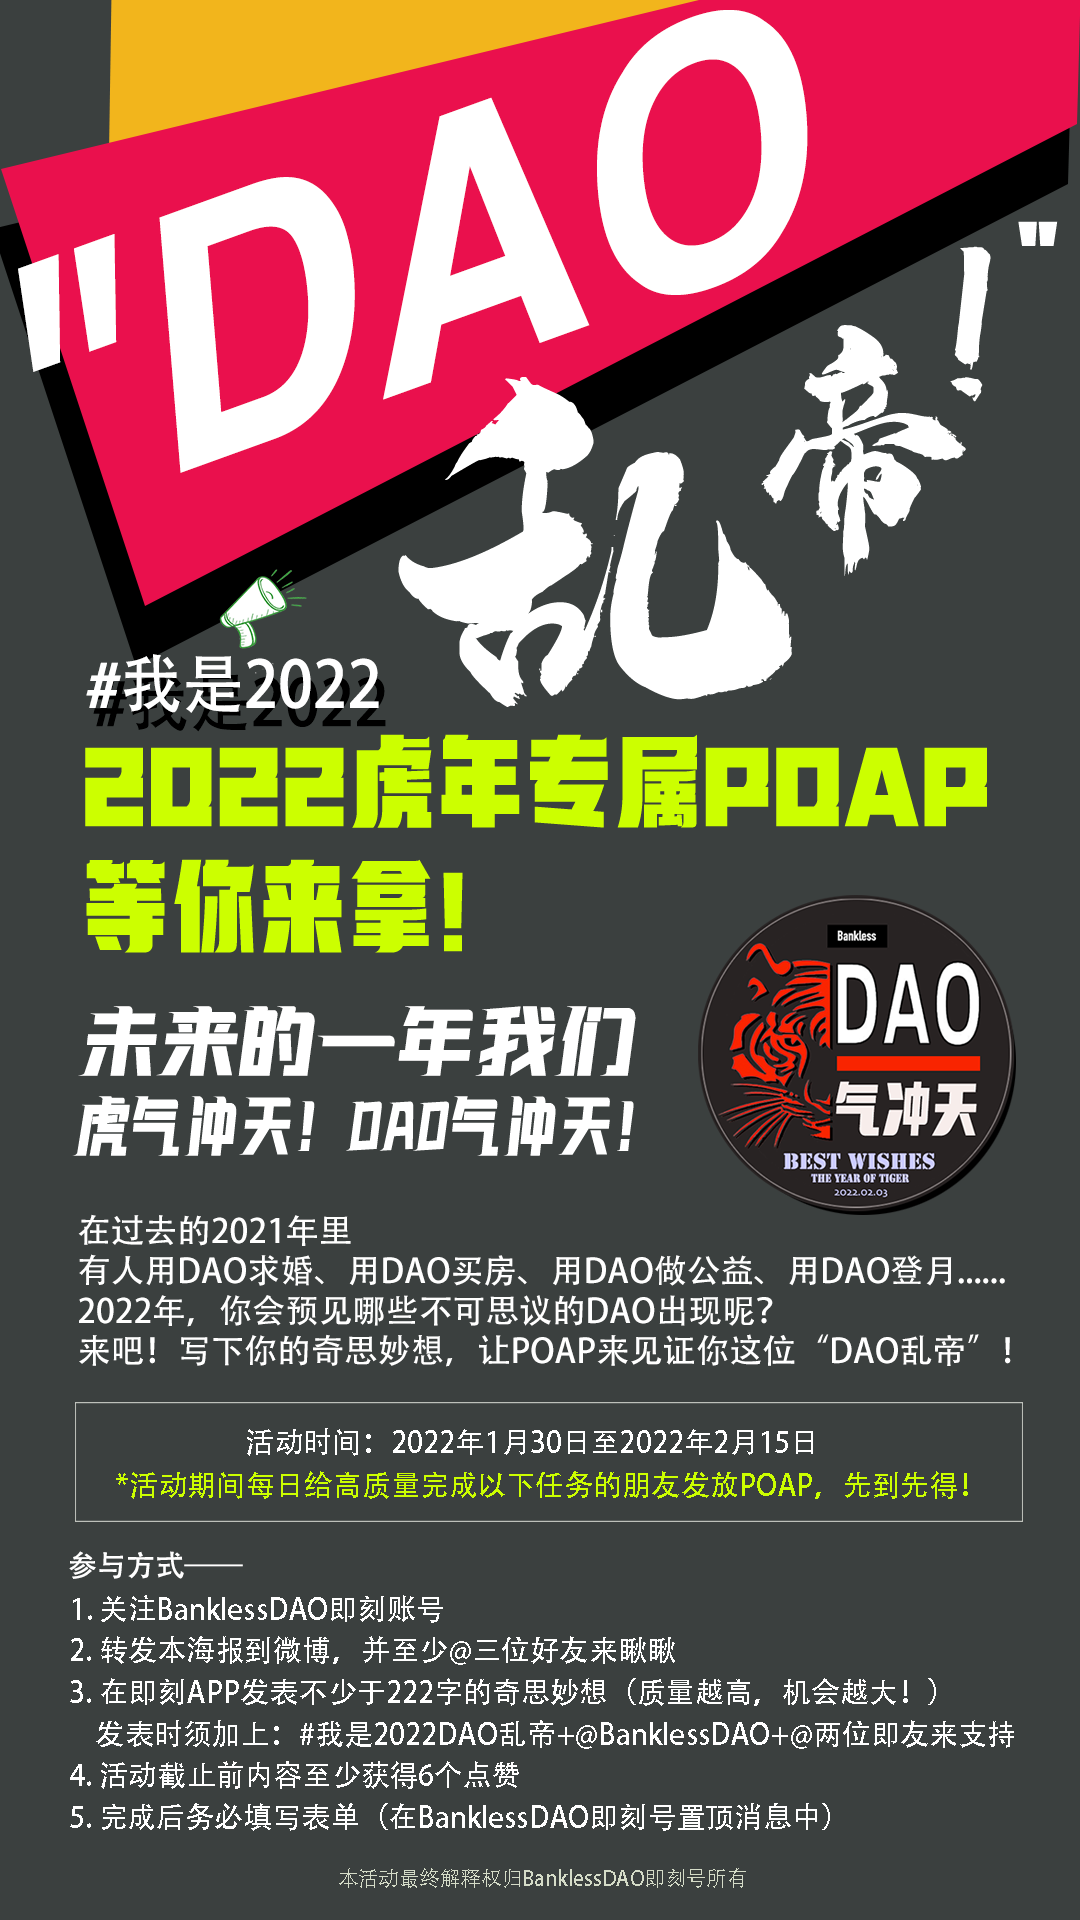 "DAO
乱帝！"
#我是2022
2022虎年专属POAP
等你来拿！
未来的一年我们
虎气冲天！DAO气冲天！
Bankless
DAO
气冲天
BEST WISHES
THE YEAR OF TIGER
2022.02.03
在过去的2021年里
有人用DAO求婚、用DAO买房、用DAO做公益、用DAO登月......
2022年，你会预见哪些不可思议的DAO出现呢？
来吧！写下你的奇思妙想，让POAP来见证你这位“DAO乱帝”！
活动时间：2022年1月30日至2022年2月15日
*活动期间每日给高质量完成以下任务的朋友发放POAP，先到先得！
参与方式——
1. 关注BanklessDAO即刻账号
2. 转发本海报到微博，并至少@三位好友来瞅瞅
3. 在即刻APP发表不少于222字的奇思妙想（质量越高，机会越大！）
发表时须加上：#我是2022DAO乱帝+@BanklessDAO+@两位即友来支持
4. 活动截止前内容至少获得6个点赞
5. 完成后务必填写表单（在BanklessDAO即刻号置顶消息中）
本活动最终解释权归BanklessDAO即刻号所有